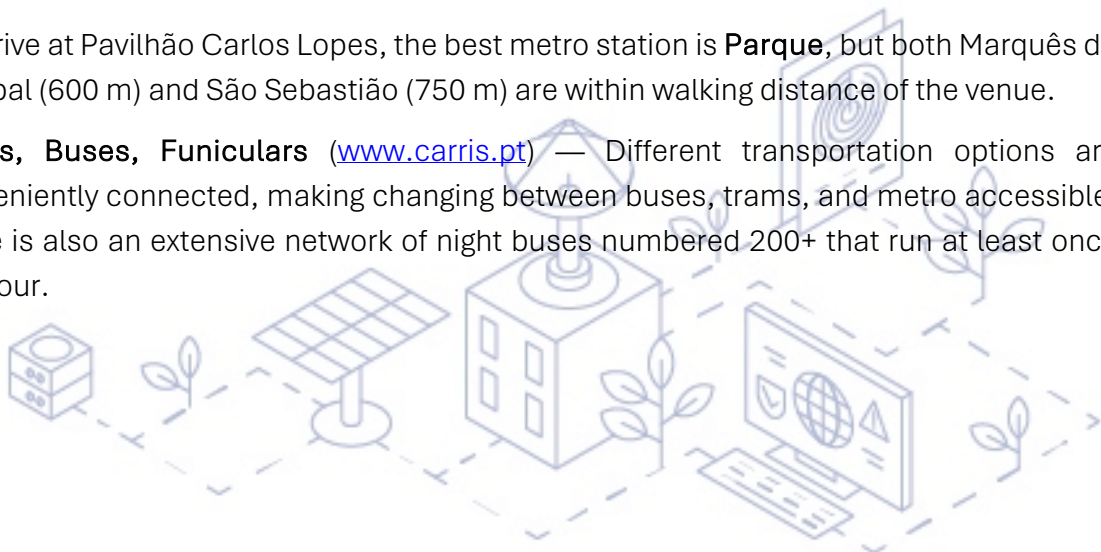 rive at Pavilhão Carlos Lopes, the best metro station is Parque, but both Marquês d
bal (600 m) and São Sebastião (750 m) are within walking distance of the venue.
s, Buses, Funiculars (www.carris.pt) — Different transportation options ar
eniently connected, making changing between buses, trams, and metro accessible
e is also an extensive network of night buses numbered 200+ that run at least onc
our.